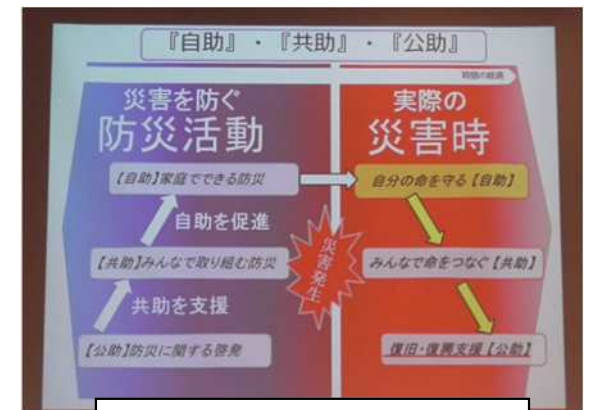 『自助』・『共助』・『公助』
時間の経過
災害を防ぐ
防災活動
【自助】家庭でできる防災
自助を促進
【共助】みんなで取り組む防災
共助を支援
【公助】防災に関する啓発
災害発生
実際の
災害時
自分の命を守る【自助】
みんなで命をつなぐ【共助】
復旧・復興支援【公助】